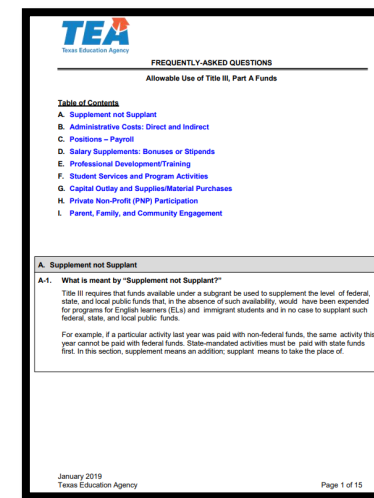 TEA
Texas Education Agency
FREQUENTLY-ASKED QUESTIONS
Allowable Use of Title III, Part A Funds
Table of Contents
A. Supplement not Supplant
B. Administrative Costs: Direct and Indirect
C. Positions – Payroll
D. Salary Supplements: Bonuses or Stipends
E. Professional Development/Training
F. Student Services and Program Activities
G. Capital Outlay and Supplies/Material Purchases
H. Private Non-Profit (PNP) Participation
I. Parent, Family, and Community Engagement
A. Supplement not Supplant
A-1. What is meant by “Supplement not Supplant?”
Title III requires that funds available under a subgrant be used to supplement the level of federal,
state, and local public funds that, in the absence of such availability, would have been expended
for programs for English learners (ELs) and immigrant students and in no case to supplant such
federal, state, and local public funds.
For example, if a particular activity last year was paid with non-federal funds, the same activity this
year cannot be paid with federal funds. State-mandated activities must be paid with state funds
first. In this section, supplement means an addition; supplant means to take the place of.
January 2019
Texas Education Agency
Page 1 of 15